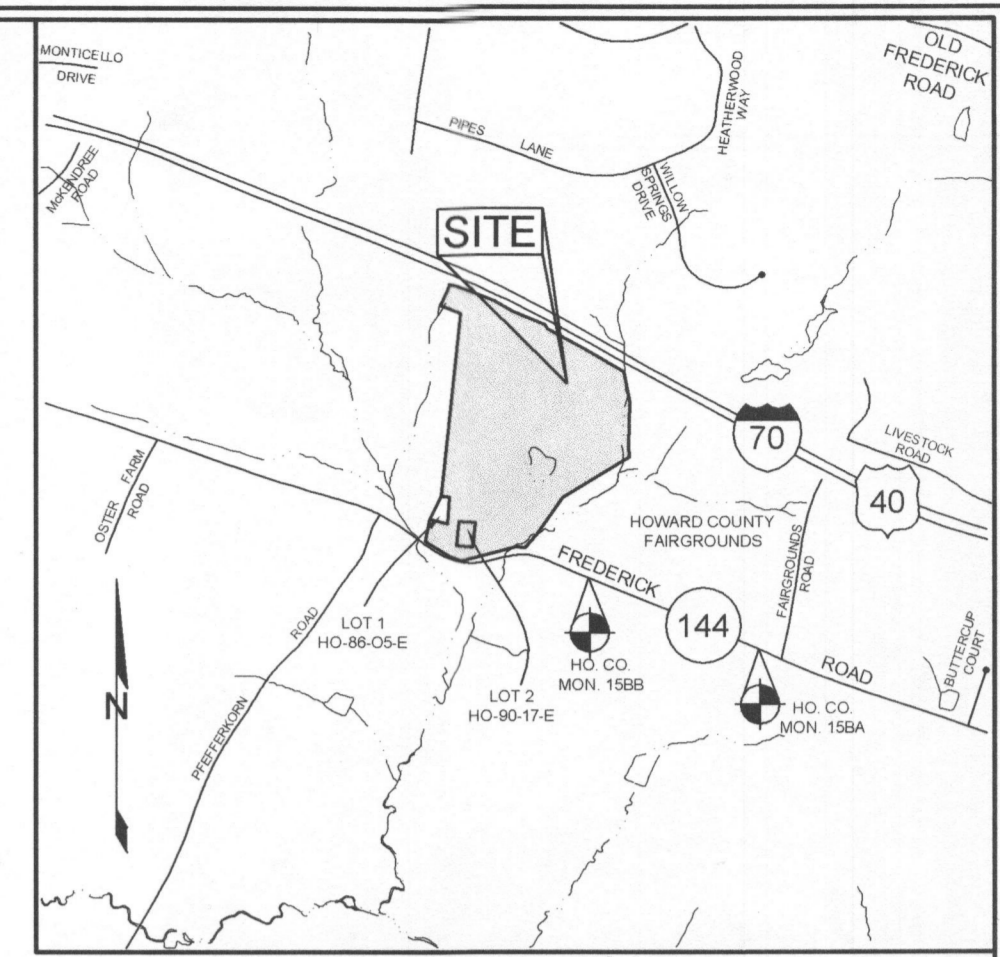 MONTICELLO
DRIVE
OLD
FREDERICK
ROAD
HEATHERWOOD
WAY
PIPES LANE
McKENDREE
ROAD
WILLOW
SPRINGS
DRIVE
SITE
70
LIVESTOCK
ROAD
40
OSTER FARM
ROAD
HOWARD COUNTY
FAIRGROUNDS
FAIRGROUNDS
ROAD
FREDERICK
144
ROAD
BUTTERCUP
COURT
LOT 1
HO-86-O5-E
PFEFFERKORN ROAD
HO. CO.
MON. 15BB
LOT 2
HO-90-17-E
HO. CO.
MON. 15BA
N